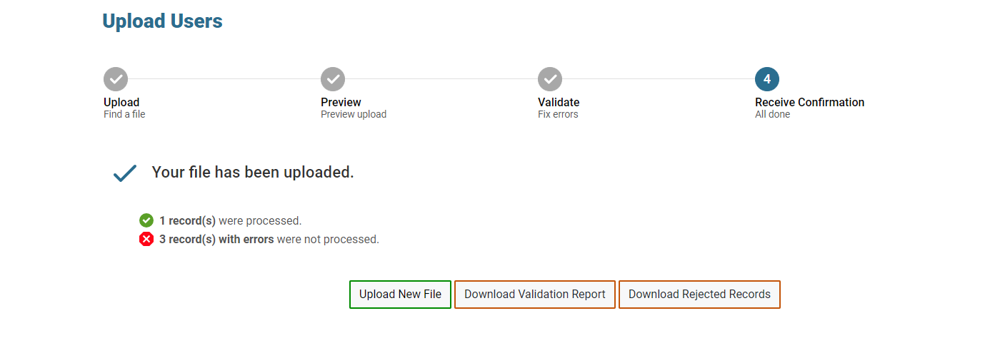 Upload Users
4
Upload
Preview
Validate
Receive Confirmation
Find a file
Preview upload
Fix errors
All done
Your file has been uploaded.
1 record(s) were processed.
3 record(s) with errors were not processed.
Upload New File
Download Validation Report
Download Rejected Records